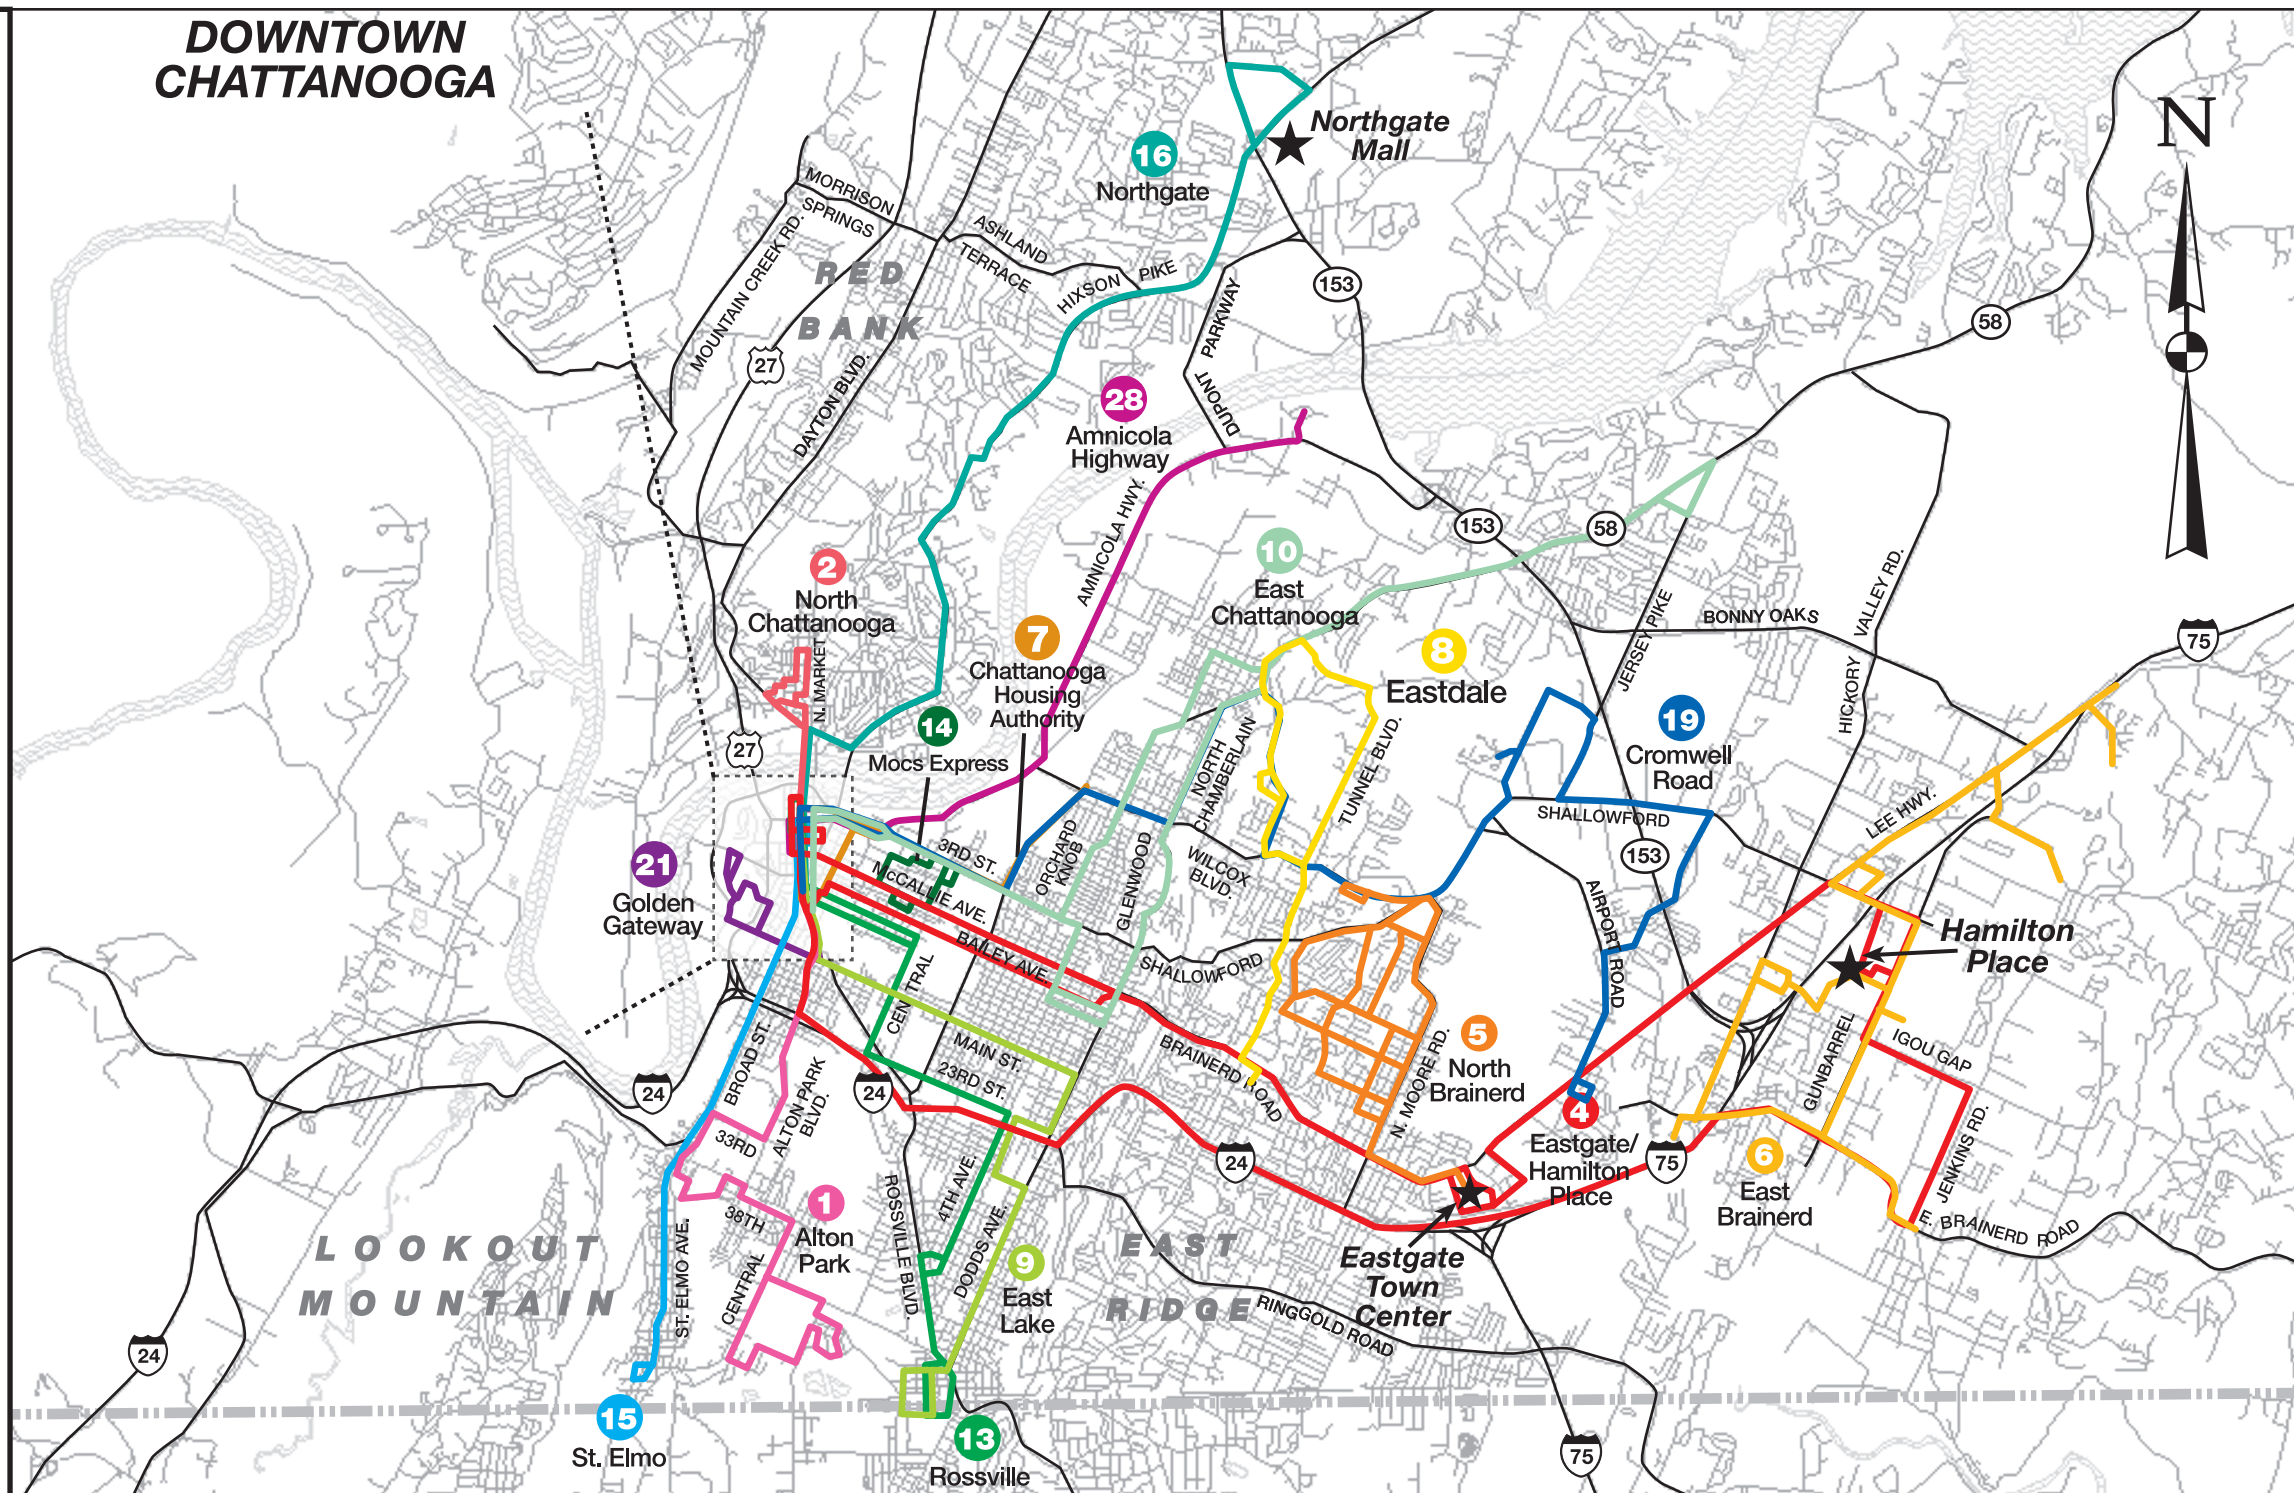 DOWNTOWN
CHATTANOOGA
N
Northgate
Mall
16
Northgate
MORRISON
SPRINGS
MOUNTAIN CREEK RD.
ASHLAND
TERRACE
HIXSON PIKE
RED
BANK
27
DAYTON BLVD.
153
58
PARKWAY
DUPONT
28
Amnicola
Highway
AMNICOLA HWY.
153
58
10
East
Chattanooga
2
North
Chattanooga
N. MARKET
7
Chattanooga
Housing
Authority
8
Eastdale
JERSEY PIKE
BONNY OAKS
VALLEY RD.
HICKORY
75
14
Mocs Express
27
19
Cromwell
Road
NORTH
CHAMBERLAIN
TUNNEL BLVD.
SHALLOWFORD
LEE HWY.
153
3RD ST.
McCALLIE AVE.
ORCHARD
KNOB
GLENWOOD
WILCOX
BLVD.
21
Golden
Gateway
AIRPORT ROAD
Hamilton
Place
BAILEY AVE.
SHALLOWFORD
CENTRAL
MAIN ST.
23RD ST.
BRAINERD ROAD
N. MOORE RD.
5
North
Brainerd
IGOU GAP
GUNBARREL
JENKINS RD.
24
BROAD ST.
ALTON PARK
BLVD.
24
4
Eastgate/
Hamilton
Place
75
6
East
Brainerd
E. BRAINERD ROAD
24
33RD
38TH
1
Alton
Park
ROSSVILLE BLVD.
4TH AVE.
DODDS AVE.
9
East
Lake
EAST
RIDGE
RINGGOLD ROAD
Eastgate
Town
Center
LOOKOUT
MOUNTAIN
ST. ELMO AVE.
CENTRAL
24
15
St. Elmo
13
Rossville
75